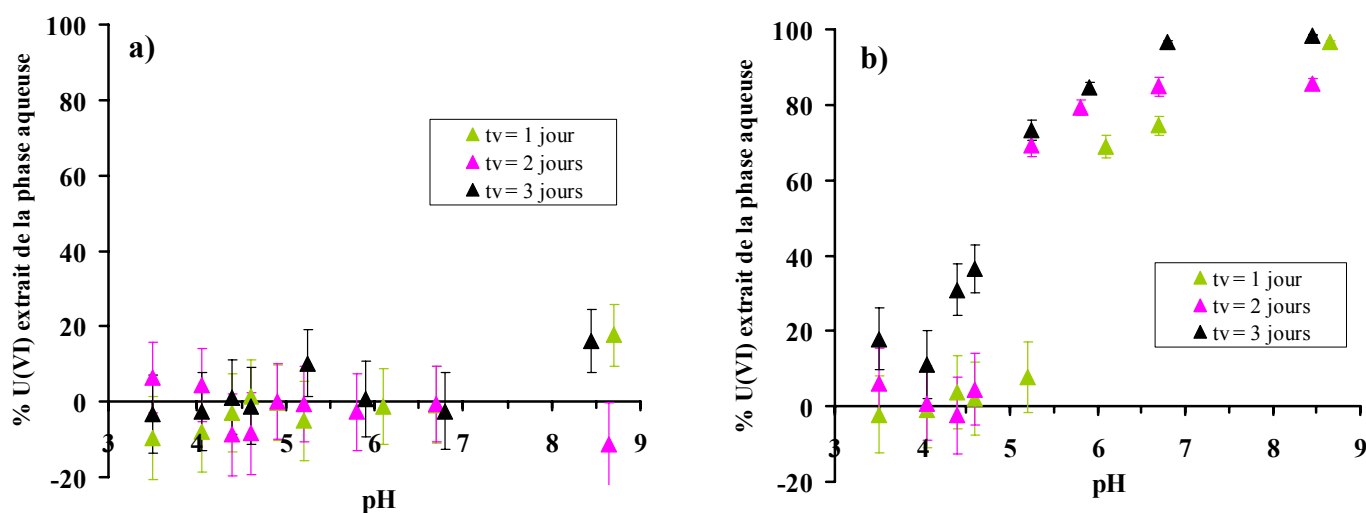 a)
% U(VI) extrait de la phase aqueuse
100
80
60
40
20
0
-20
tv = 1 jour
tv = 2 jours
tv = 3 jours
3 4 5 6 7 8 9
pH
b)
% U(VI) extrait de la phase aqueuse
100
80
60
40
20
0
-20
tv = 1 jour
tv = 2 jours
tv = 3 jours
3 4 5 6 7 8 9
pH